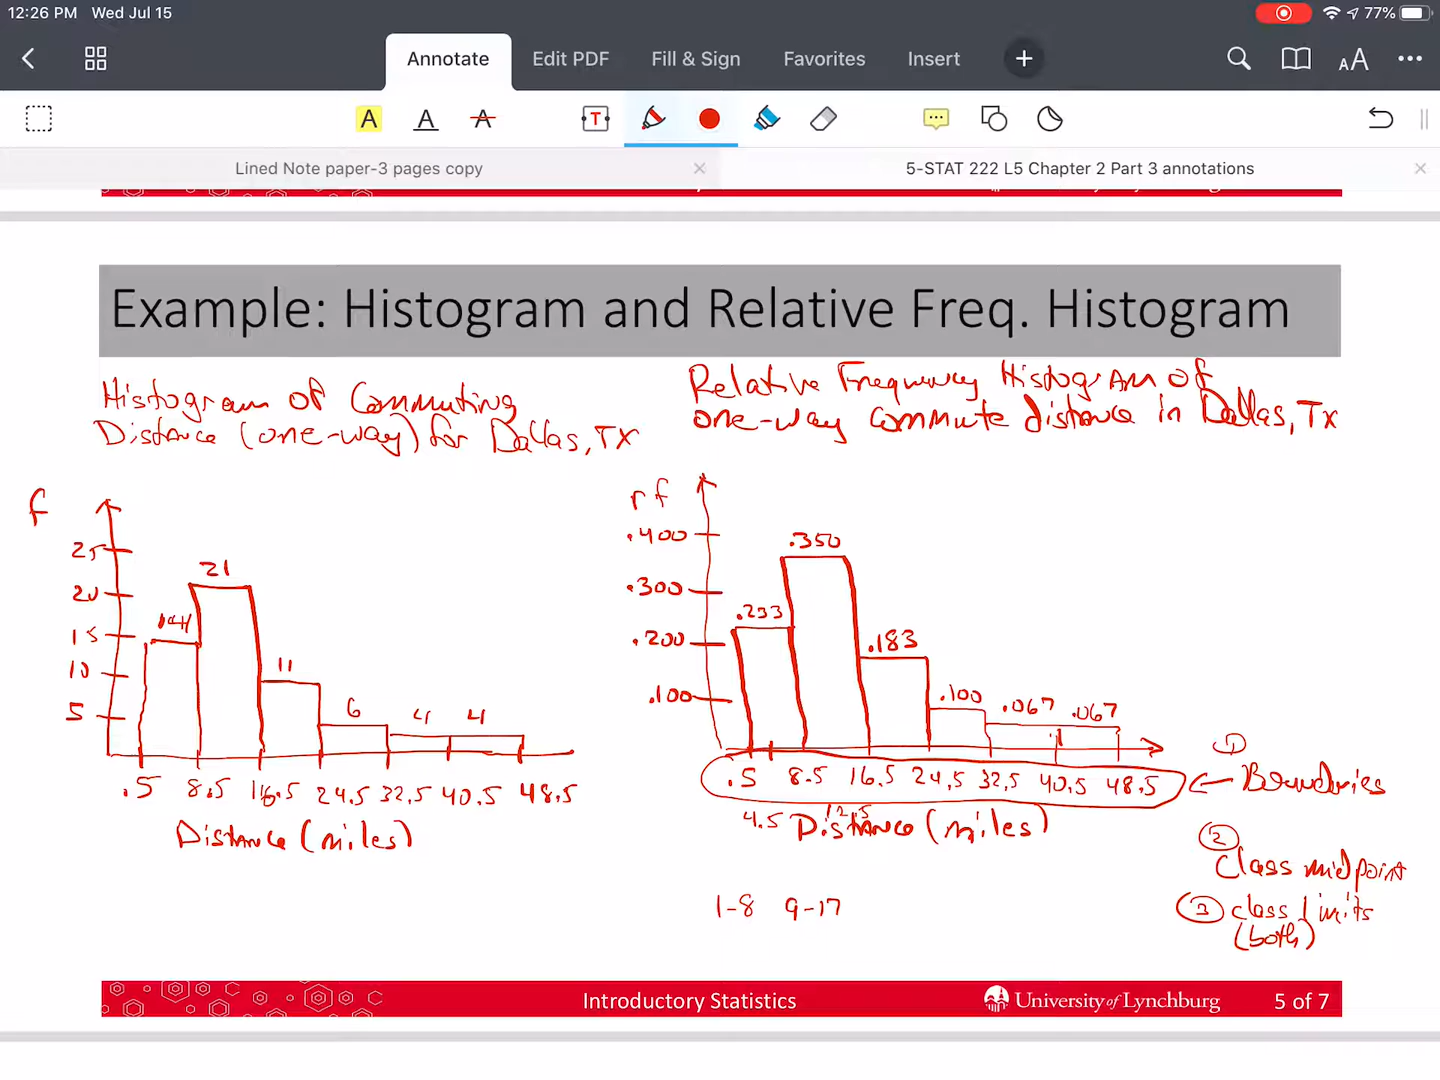 12:26 PM Wed Jul 15
77%
Annotate Edit PDF Fill & Sign Favorites Insert
Lined Note paper-3 pages copy
5-STAT 222 L5 Chapter 2 Part 3 annotations
Example: Histogram and Relative Freq. Histogram
Histogram of Commuting
Distance (one-way) for Dallas, TX
Relative Frequency Histogram of
one-way commute distance in Dallas, TX
f
25
20
15
10
5
14
21
11
6
4
4
.5 8.5 16.5 24.5 32.5 40.5 48.5
Distance (miles)
rf
.400
.300
.200
.100
.233
.350
.183
.100
.067
.067
.5 8.5 16.5 24.5 32.5 40.5 48.5
4.5 12.5
Distance (miles)
1-8 9-17
① Boundaries
② Class midpoint
③ class limits
(both)
Introductory Statistics
University of Lynchburg
5 of 7